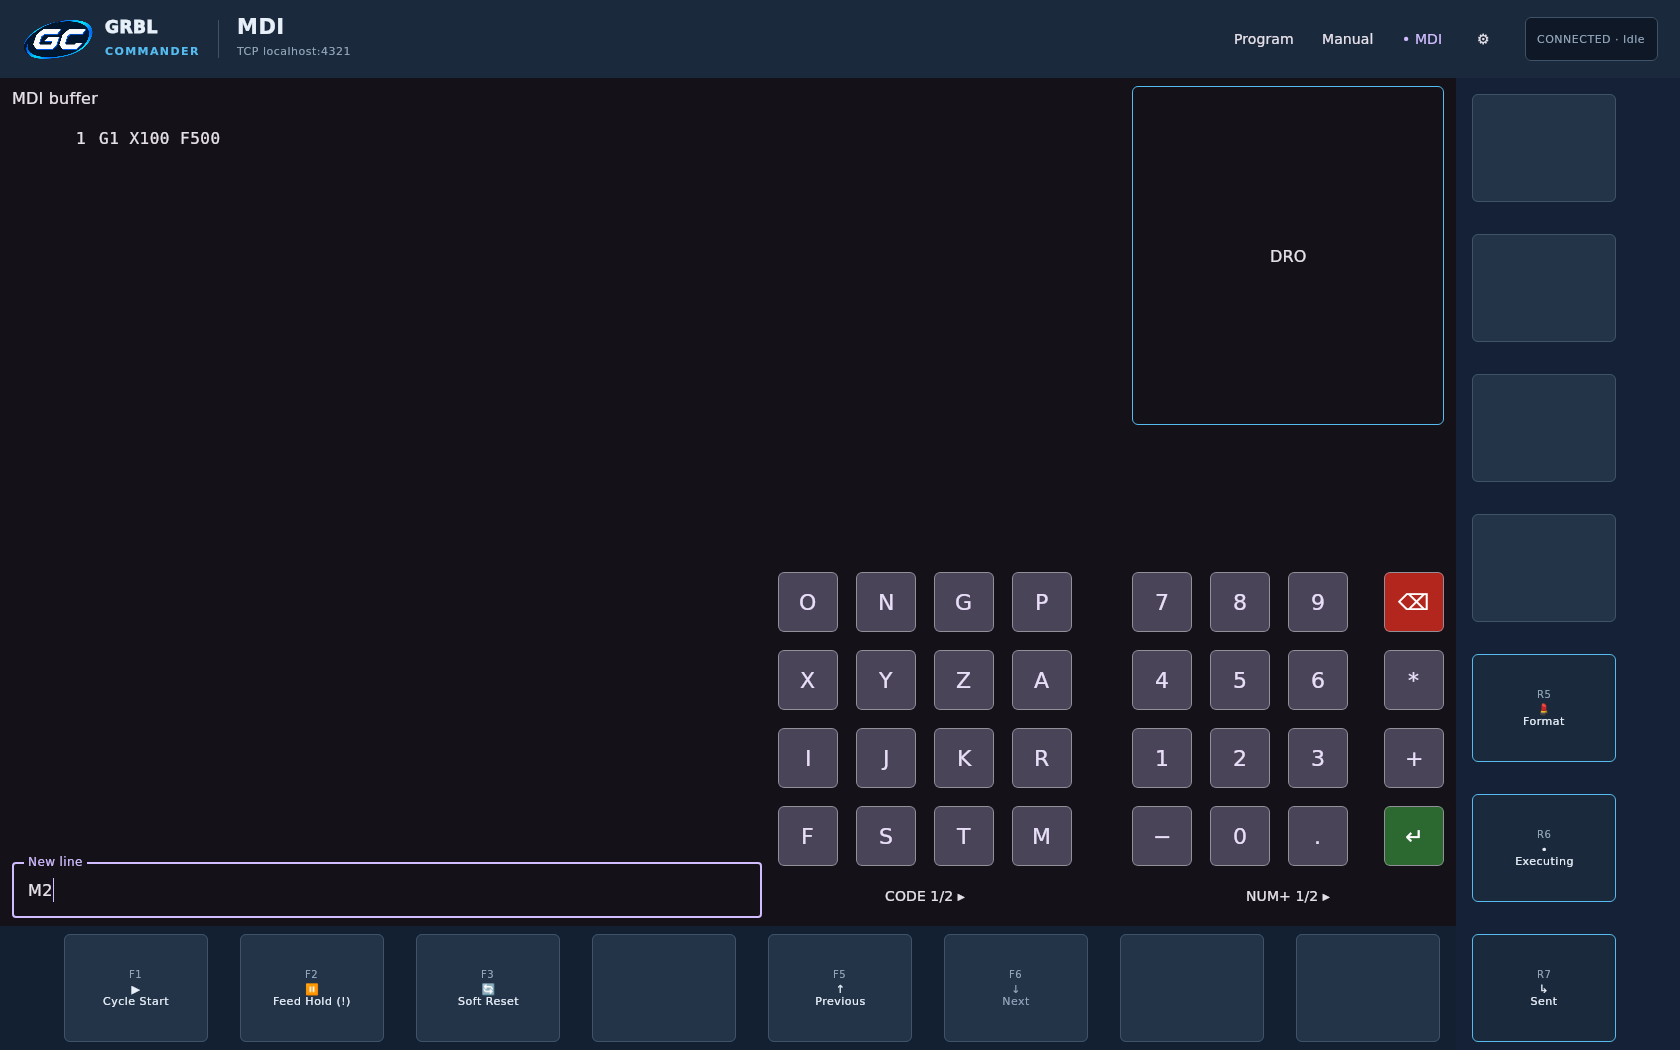 GC
GRBL
COMMANDER
MDI
TCP localhost:4321
Program
Manual
• MDI
⚙
CONNECTED · Idle
MDI buffer
1 G1 X100 F500
DRO
O N G P
7 8 9 ⌫
X Y Z A
4 5 6 *
I J K R
1 2 3 +
F S T M
− 0 . ↵
New line
M2
CODE 1/2 ▸
NUM+ 1/2 ▸
R5
Format
R6
•
Executing
R7
↳
Sent
F1
▶
Cycle Start
F2
⏸
Feed Hold (!)
F3
🔄
Soft Reset
F5
↑
Previous
F6
↓
Next